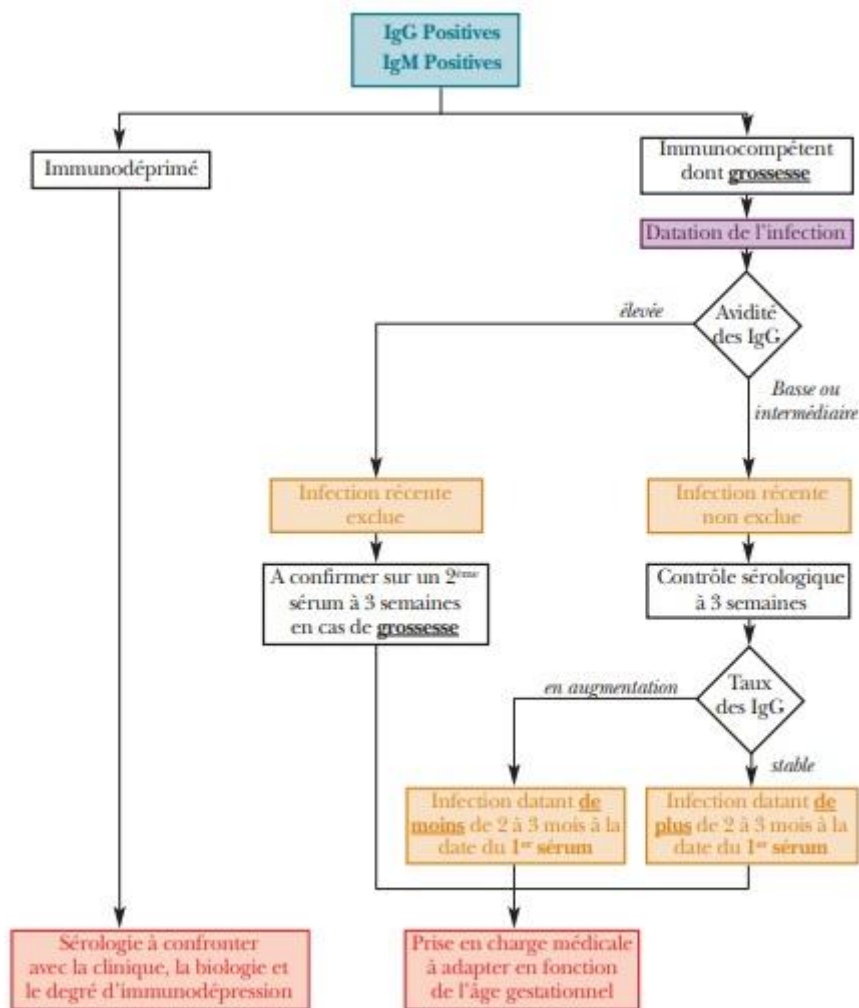 IgG Positives
IgM Positives
Immunodéprimé
Immunocompétent
dont grossesse
Datation de l'infection
élevée
Avidité
des IgG
Basse ou
intermédiaire
Infection récente
exclue
Infection récente
non exclue
A confirmer sur un 2ème
sérum à 3 semaines
en cas de grossesse
Contrôle sérologique
à 3 semaines
en augmentation
Taux
des IgG
stable
Infection datant de
moins de 2 à 3 mois à la
date du 1er sérum
Infection datant de
plus de 2 à 3 mois à la
date du 1er sérum
Sérologie à confronter
avec la clinique, la biologie et
le degré d'immunodépression
Prise en charge médicale
à adapter en fonction
de l'âge gestationnel